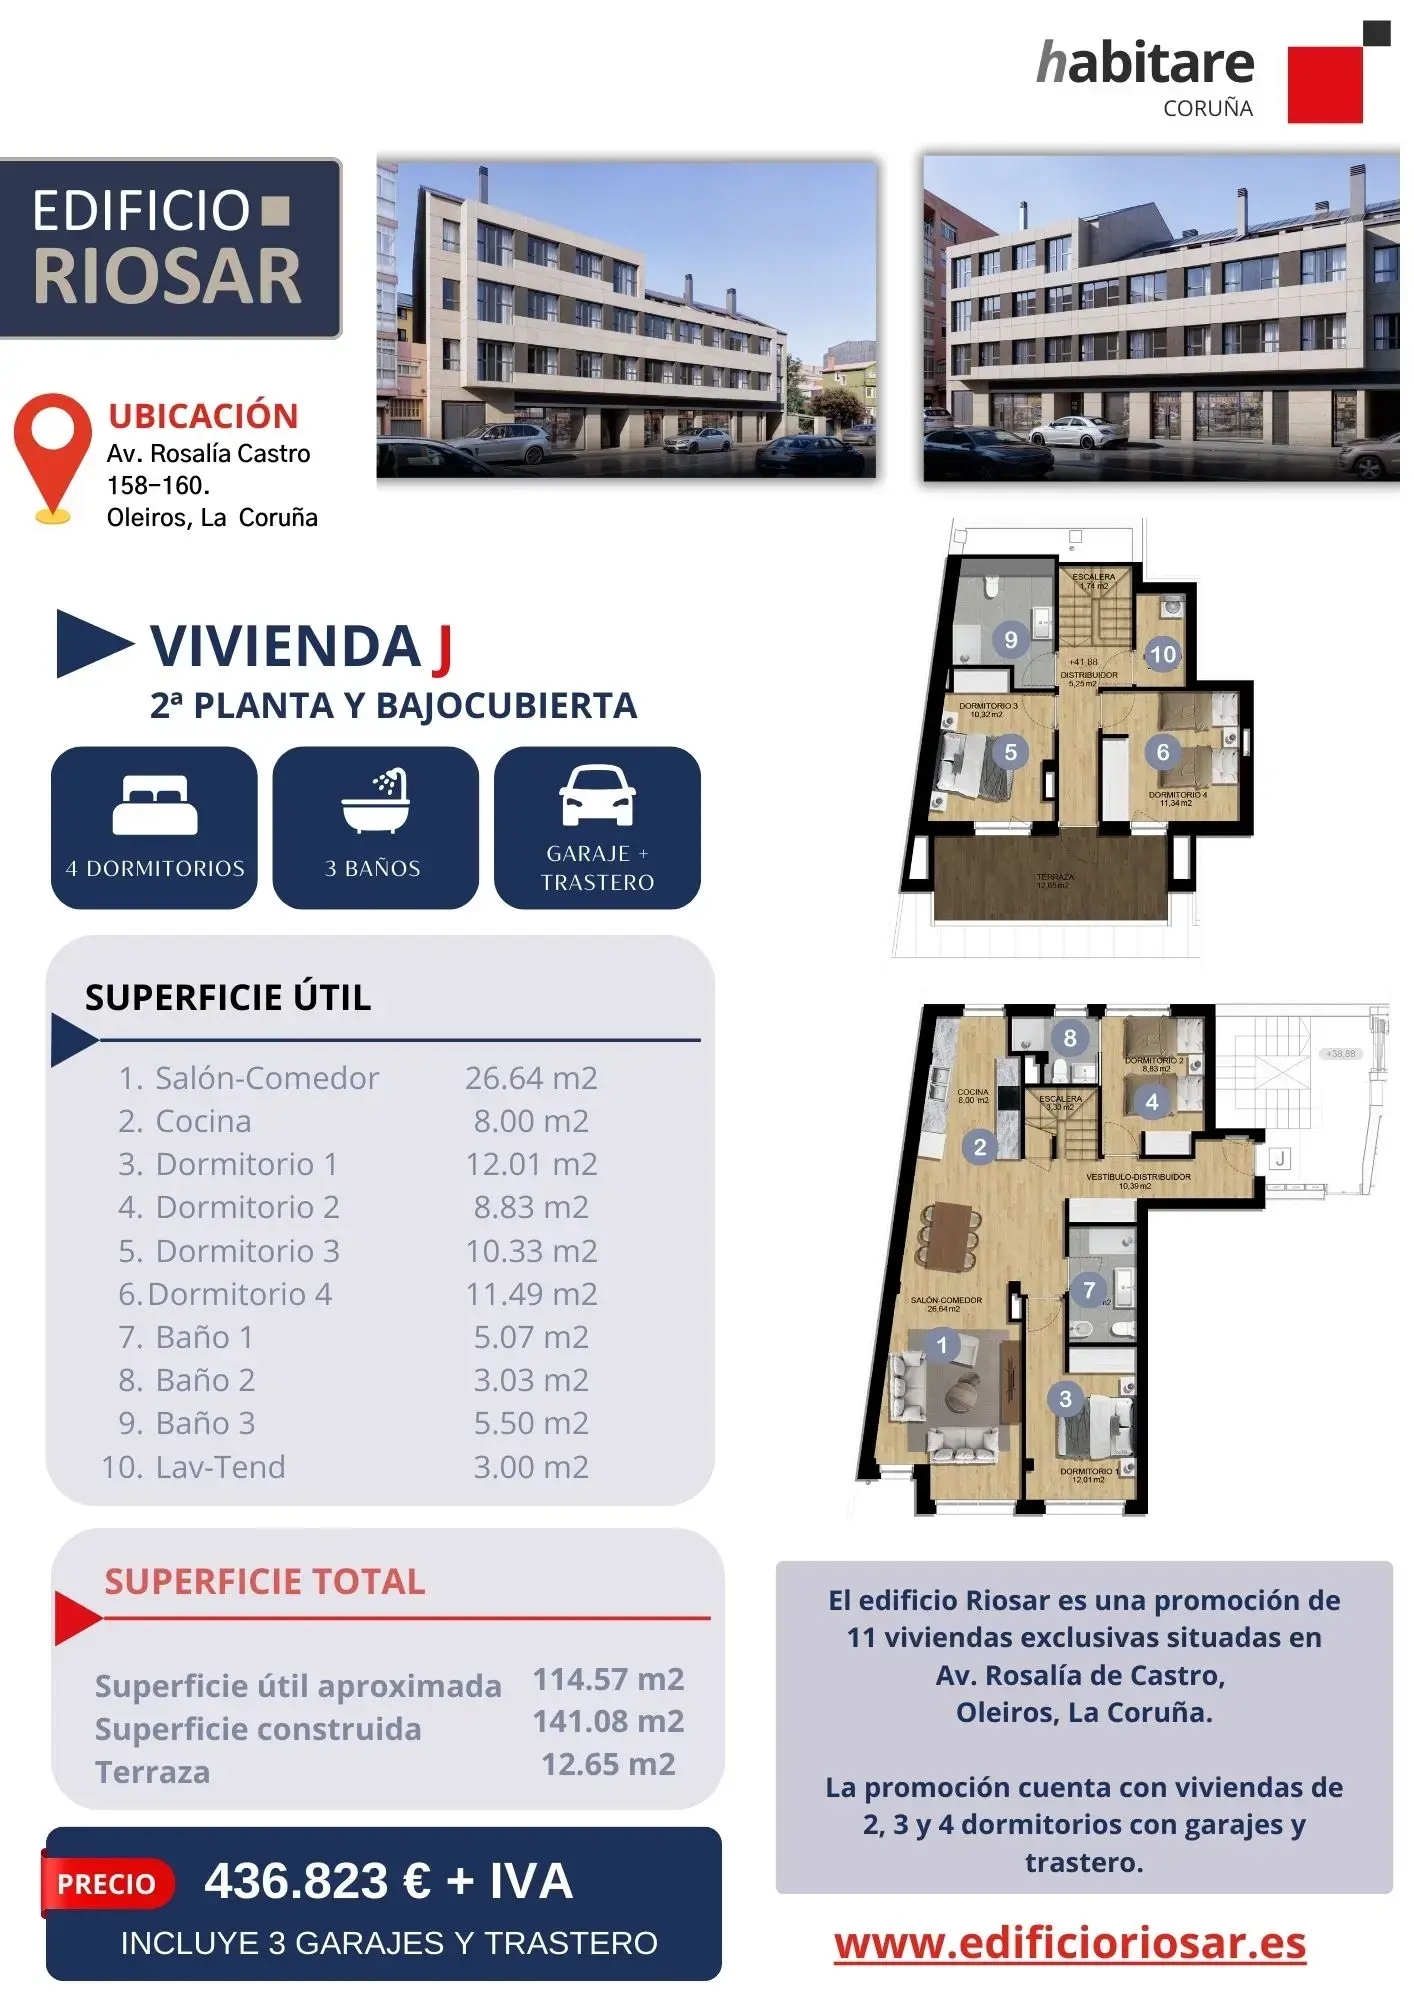 habitare
CORUÑA
EDIFICIO
RIOSAR
UBICACIÓN
Av. Rosalía Castro
158-160.
Oleiros, La Coruña
VIVIENDA J
2ª PLANTA Y BAJOCUBIERTA
4 DORMITORIOS
3 BAÑOS
GARAJE +
TRASTERO
SUPERFICIE ÚTIL
1. Salón-Comedor 26.64 m2
2. Cocina 8.00 m2
3. Dormitorio 1 12.01 m2
4. Dormitorio 2 8.83 m2
5. Dormitorio 3 10.33 m2
6. Dormitorio 4 11.49 m2
7. Baño 1 5.07 m2
8. Baño 2 3.03 m2
9. Baño 3 5.50 m2
10. Lav-Tend 3.00 m2
SUPERFICIE TOTAL
Superficie útil aproximada 114.57 m2
Superficie construida 141.08 m2
Terraza 12.65 m2
PRECIO 436.823 € + IVA
INCLUYE 3 GARAJES Y TRASTERO
ESCALERA
1,74 m2
9
10
+41.88
DISTRIBUIDOR
5,25 m2
DORMITORIO 3
10,32 m2
5
6
DORMITORIO 4
11,34 m2
TERRAZA
12,65 m2
8
DORMITORIO 2
8,83 m2
4
COCINA
8,00 m2
ESCALERA
3,33 m2
2
+38,88
J
VESTÍBULO-DISTRIBUIDOR
10,39 m2
7
m2
SALÓN-COMEDOR
26,64 m2
1
3
DORMITORIO 1
12,01 m2
El edificio Riosar es una promoción de
11 viviendas exclusivas situadas en
Av. Rosalía de Castro,
Oleiros, La Coruña.
La promoción cuenta con viviendas de
2, 3 y 4 dormitorios con garajes y
trastero.
www.edificioriosar.es